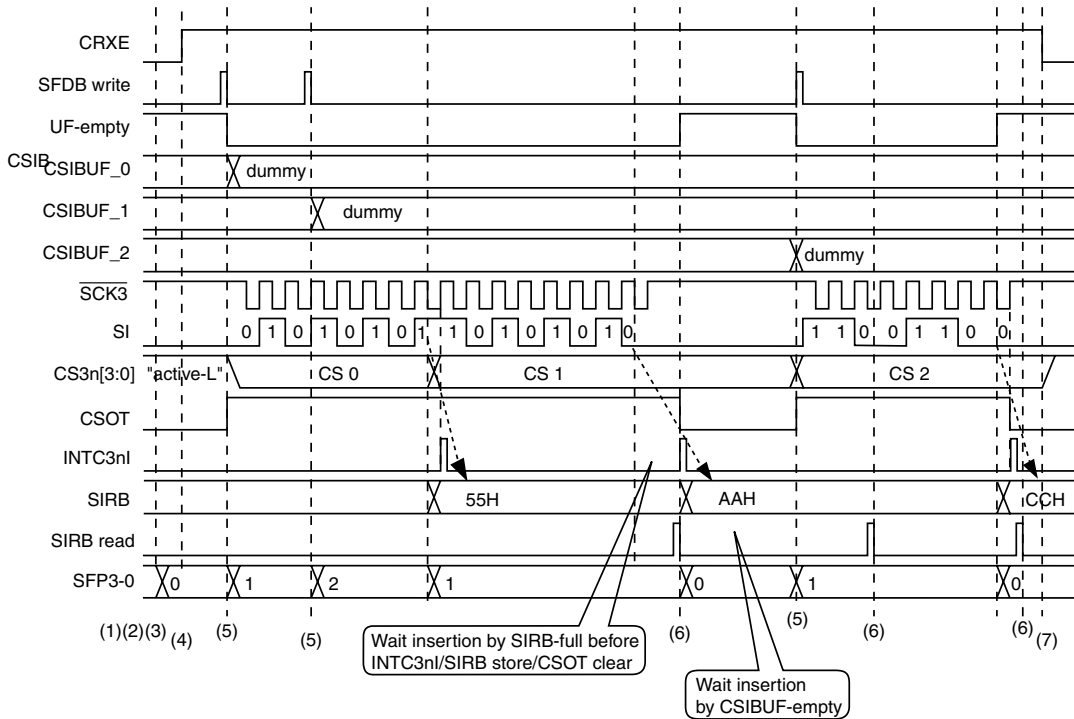 CRXE
SFDB write
UF-empty
CSIB
CSIBUF_0 dummy
CSIBUF_1 dummy
CSIBUF_2 dummy
SCK3
SI 0 1 0 1 0 1 0 1 1 0 1 0 1 0 1 0 1 1 0 0 1 1 0 0
CS3n[3:0] "active-L" CS 0 CS 1 CS 2
CSOT
INTC3nI
SIRB 55H AAH CCH
SIRB read
SFP3-0 0 1 2 1 0 1 0
(1)(2)(3) (4) (5) (5) (6) (5) (6) (6) (7)
Wait insertion by SIRB-full before
INTC3nI/SIRB store/CSOT clear
Wait insertion
by CSIBUF-empty